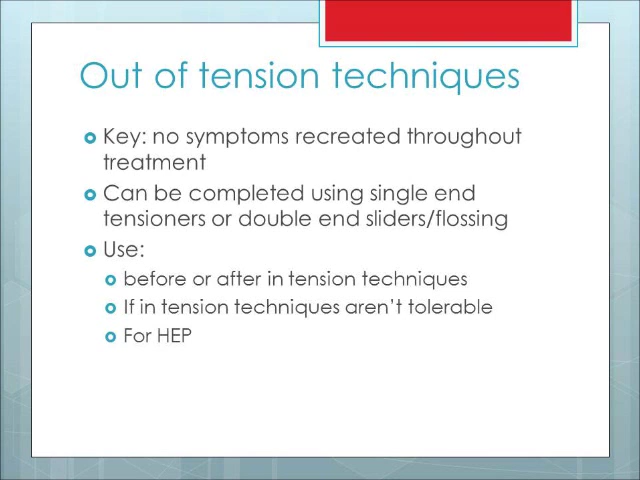 Out of tension techniques
Key: no symptoms recreated throughout
treatment
Can be completed using single end
tensioners or double end sliders/flossing
Use:
before or after in tension techniques
If in tension techniques aren't tolerable
For HEP